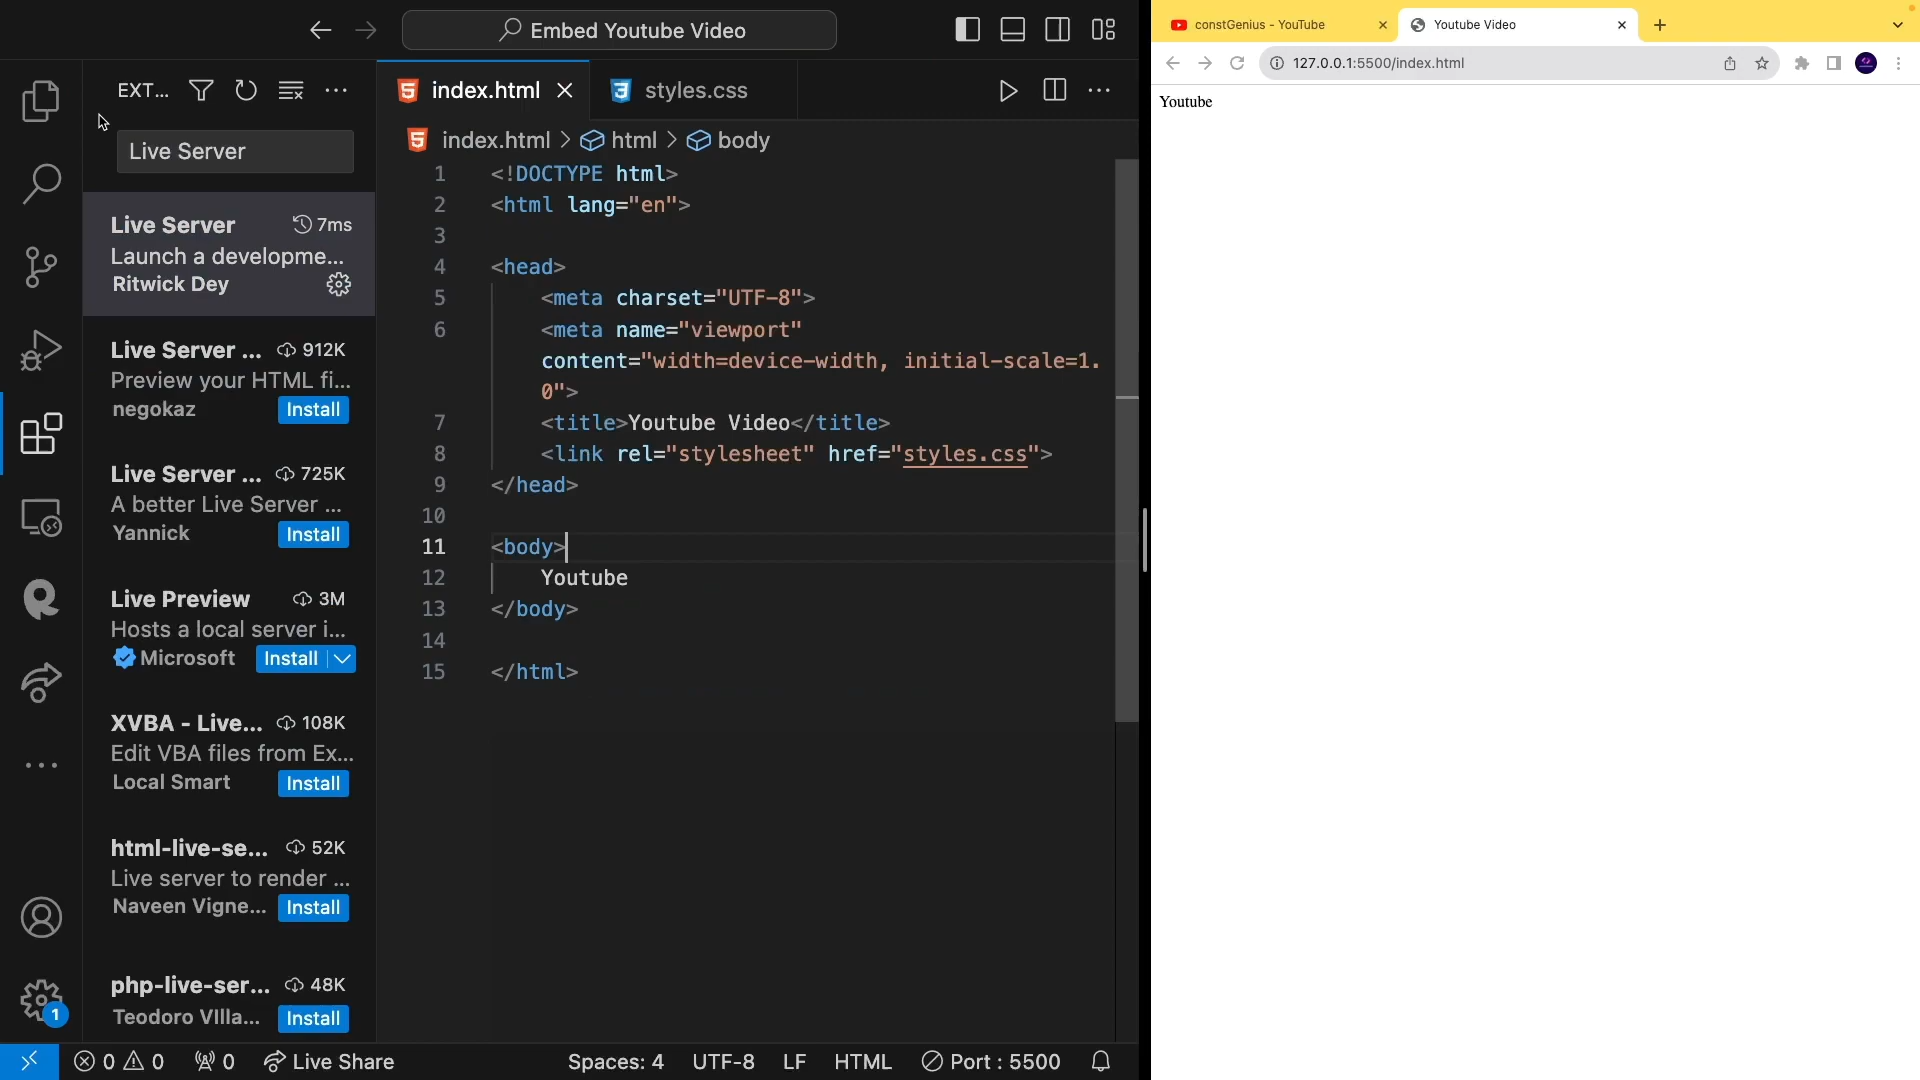 Embed Youtube Video
EXT...
Live Server
Live Server 7ms
Launch a developme...
Ritwick Dey
Live Server ... 912K
Preview your HTML fi...
negokaz Install
Live Server ... 725K
A better Live Server ...
Yannick Install
Live Preview 3M
Hosts a local server i...
Microsoft Install
XVBA - Live... 108K
Edit VBA files from Ex...
Local Smart Install
html-live-se... 52K
Live server to render ...
Naveen Vigne... Install
php-live-ser... 48K
Teodoro VIlla... Install
1
index.html styles.css
index.html > html > body
1 <!DOCTYPE html>
2 <html lang="en">
3
4 <head>
5 <meta charset="UTF-8">
6 <meta name="viewport"
content="width=device-width, initial-scale=1.
0">
7 <title>Youtube Video</title>
8 <link rel="stylesheet" href="styles.css">
9 </head>
10
11 <body>
12 Youtube
13 </body>
14
15 </html>
0 0 0 Live Share Spaces: 4 UTF-8 LF HTML Port : 5500
constGenius - YouTube Youtube Video
127.0.0.1:5500/index.html
Youtube